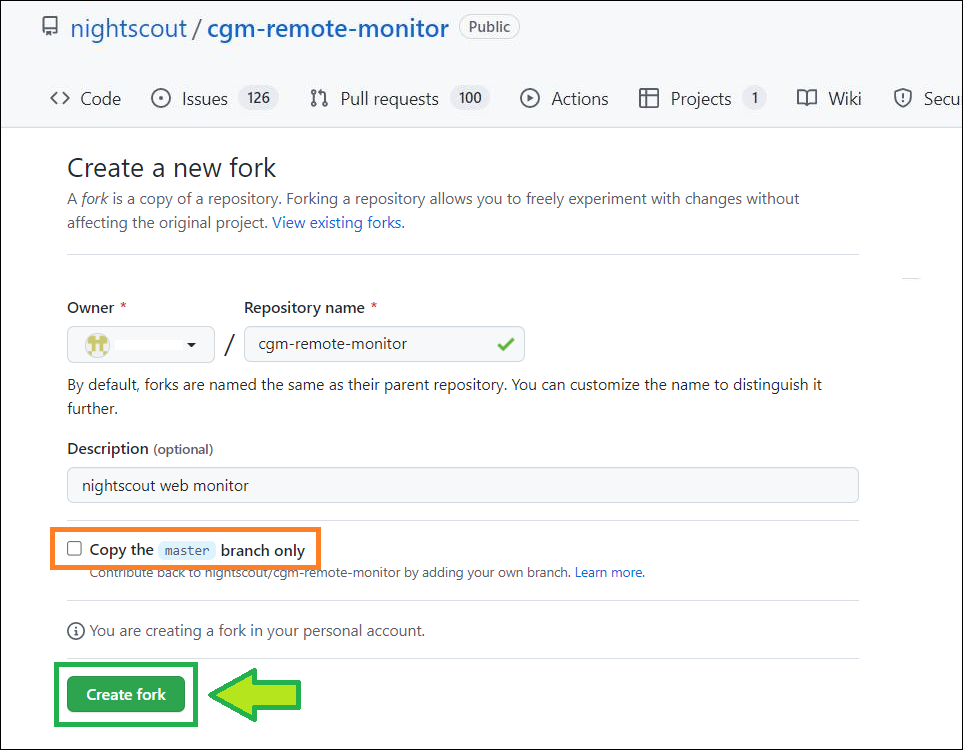 nightscout / cgm-remote-monitor Public
Code Issues 126 Pull requests 100 Actions Projects 1 Wiki Secu
Create a new fork
A fork is a copy of a repository. Forking a repository allows you to freely experiment with changes without
affecting the original project. View existing forks.
Owner * Repository name *
/ cgm-remote-monitor
By default, forks are named the same as their parent repository. You can customize the name to distinguish it
further.
Description (optional)
nightscout web monitor
Copy the master branch only
Contribute back to nightscout/cgm-remote-monitor by adding your own branch. Learn more.
You are creating a fork in your personal account.
Create fork